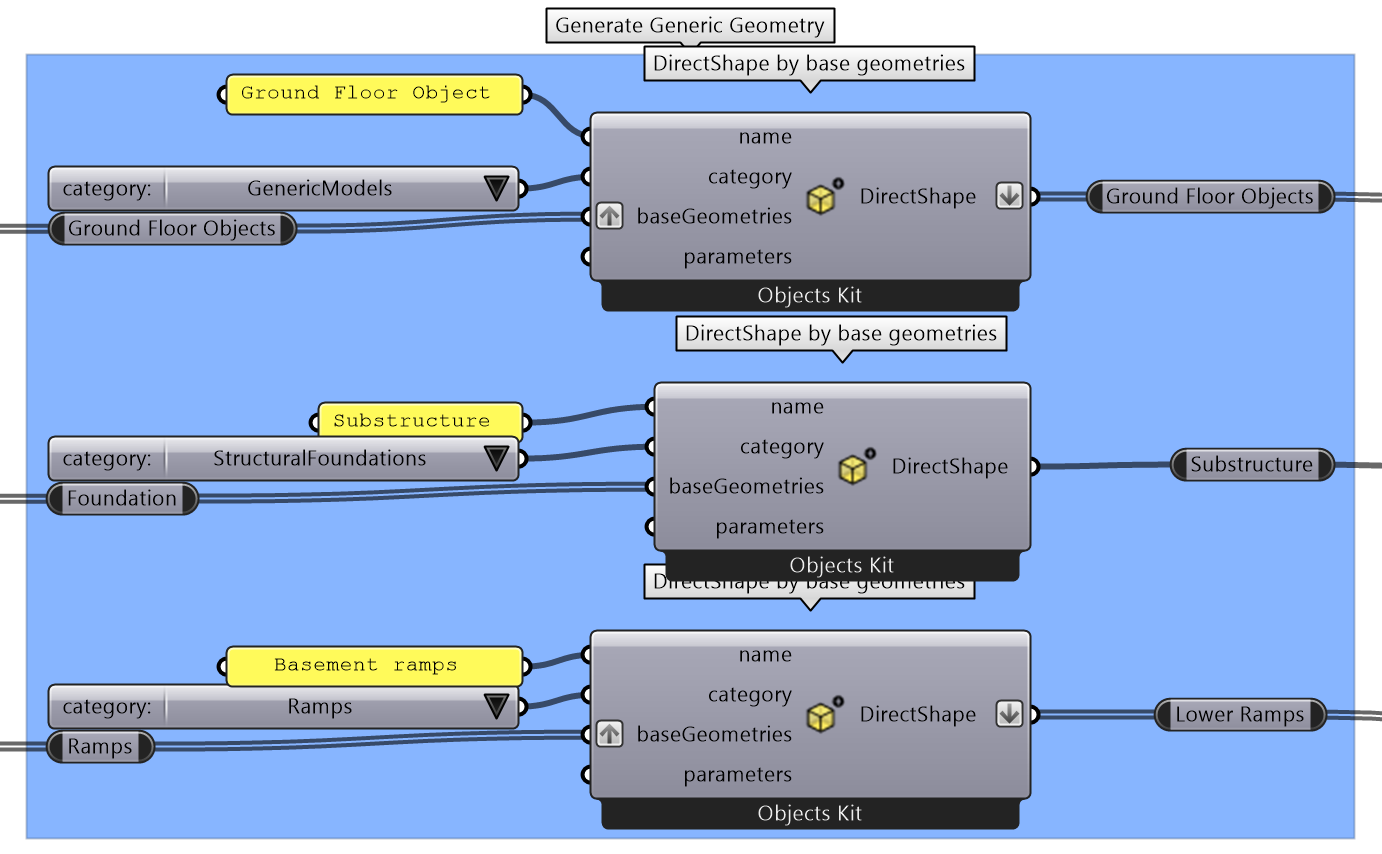 Generate Generic Geometry
DirectShape by base geometries
Ground Floor Object
name
category: GenericModels
category
DirectShape
Ground Floor Objects
baseGeometries
Ground Floor Objects
parameters
Objects Kit
DirectShape by base geometries
name
Substructure
category
category: StructuralFoundations
DirectShape
Substructure
baseGeometries
Foundation
parameters
Objects Kit
DirectShape by base geometries
name
Basement ramps
category
category: Ramps
DirectShape
Lower Ramps
baseGeometries
Ramps
parameters
Objects Kit